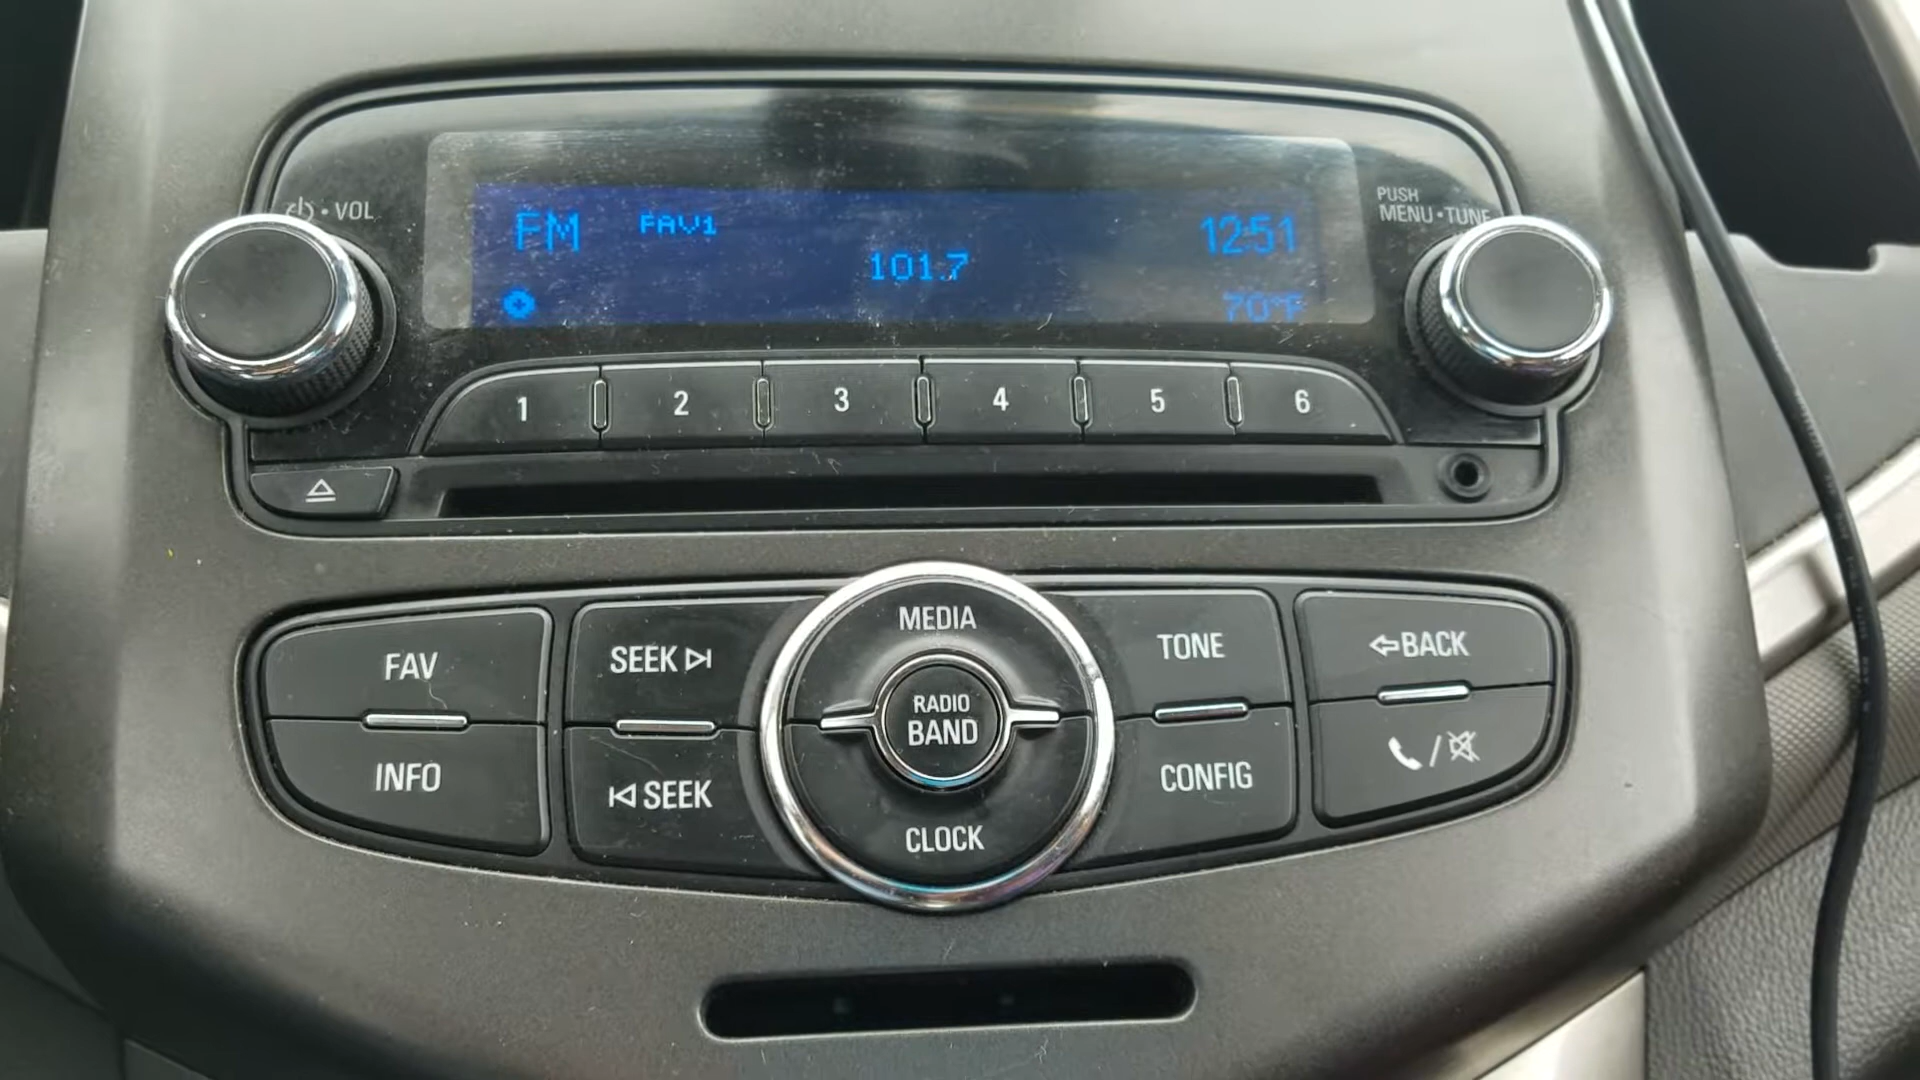 VOL
PUSH
MENU•TUNE
FM FAV1 12:51
101.7
70°F
1 2 3 4 5 6
FAV
INFO
SEEK
SEEK
MEDIA
RADIO
BAND
CLOCK
TONE
CONFIG
BACK
/